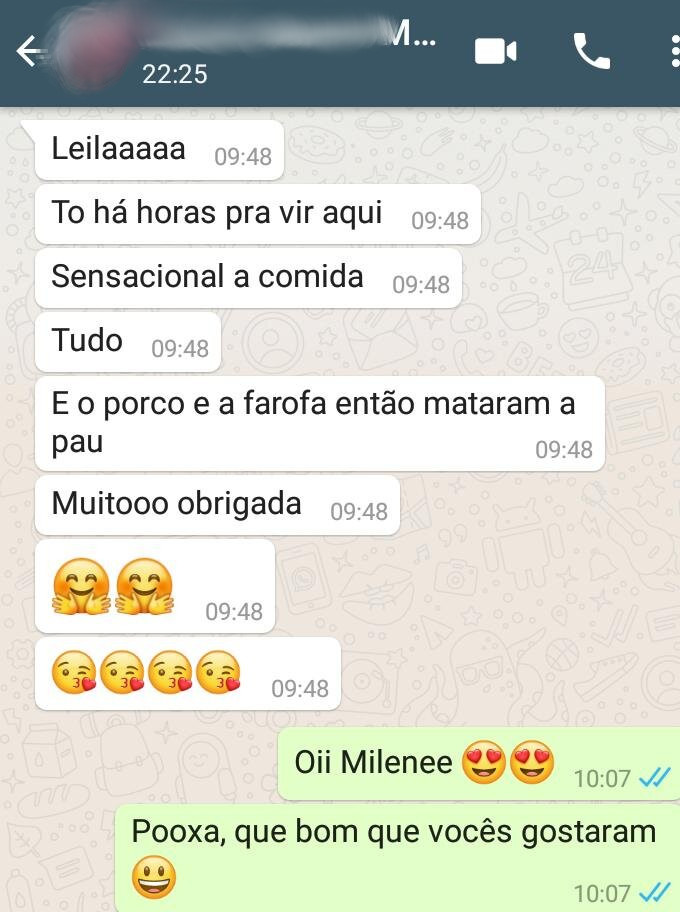 M...
22:25
Leilaaaaa 09:48
To há horas pra vir aqui 09:48
Sensacional a comida 09:48
Tudo 09:48
E o porco e a farofa então mataram a
pau 09:48
Muitooo obrigada 09:48
🤗🤗 09:48
😘😘😘😘 09:48
Oii Milenee 😍😍 10:07
Pooxa, que bom que vocês gostaram
😃 10:07